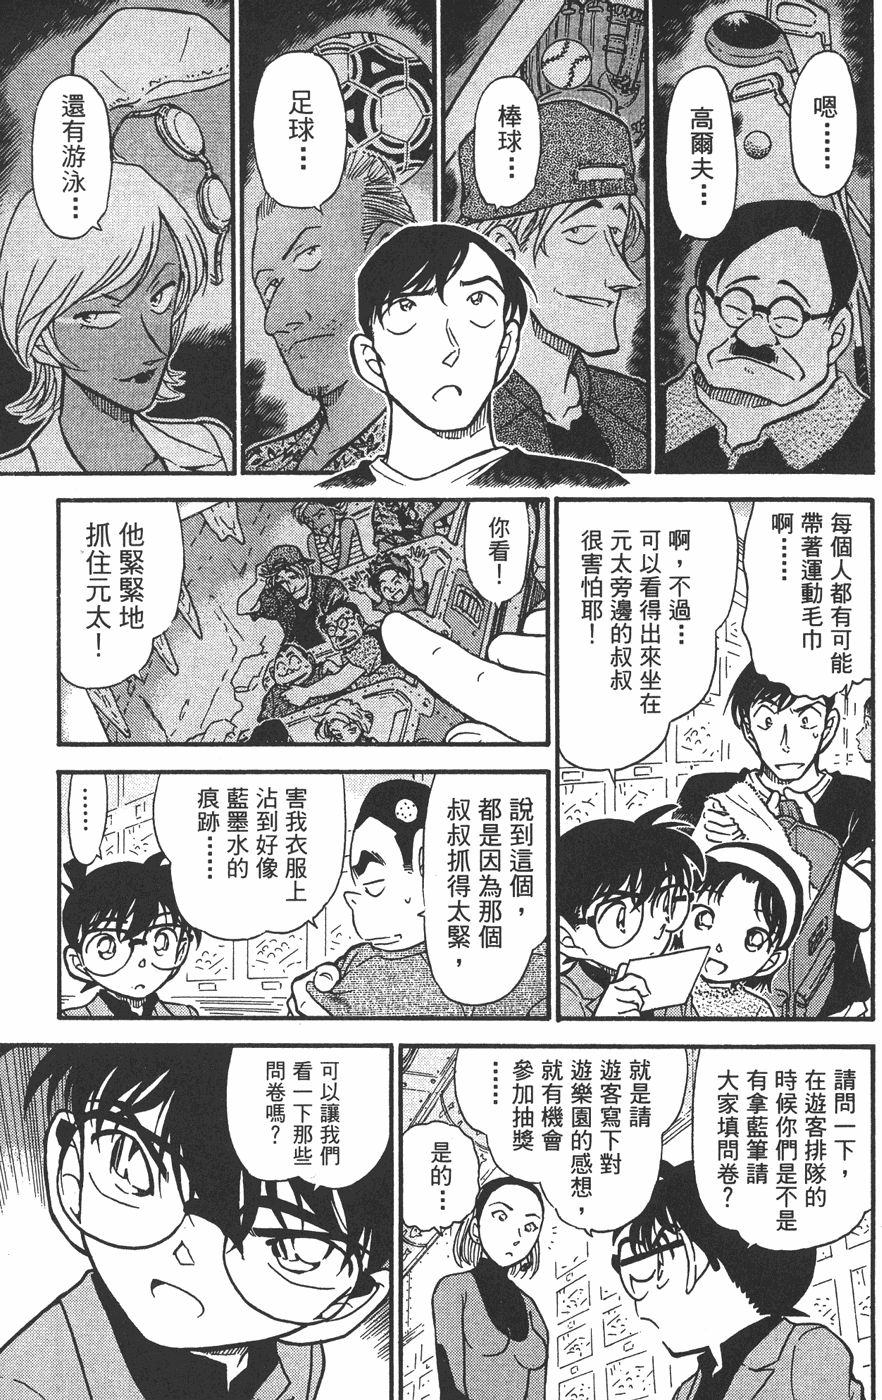 嗯……
高爾夫…
棒球…
足球…
還有游泳…
每個人都有可能
帶著運動毛巾
啊……
啊，不過…
可以看得出來坐在
元太旁邊的叔叔
很害怕耶！
你看！
他緊緊地
抓住元太！
說到這個，
都是因為那個
叔叔抓得太緊，
害我衣服上
沾到好像
藍墨水的
痕跡……
……
請問一下，
在遊客排隊的
時候你們是不是
有拿藍筆請
大家填問卷？
就是請
遊客寫下對
遊樂園的感想，
就有機會
參加抽獎
……
是的…
可以讓我們
看一下那些
問卷嗎？